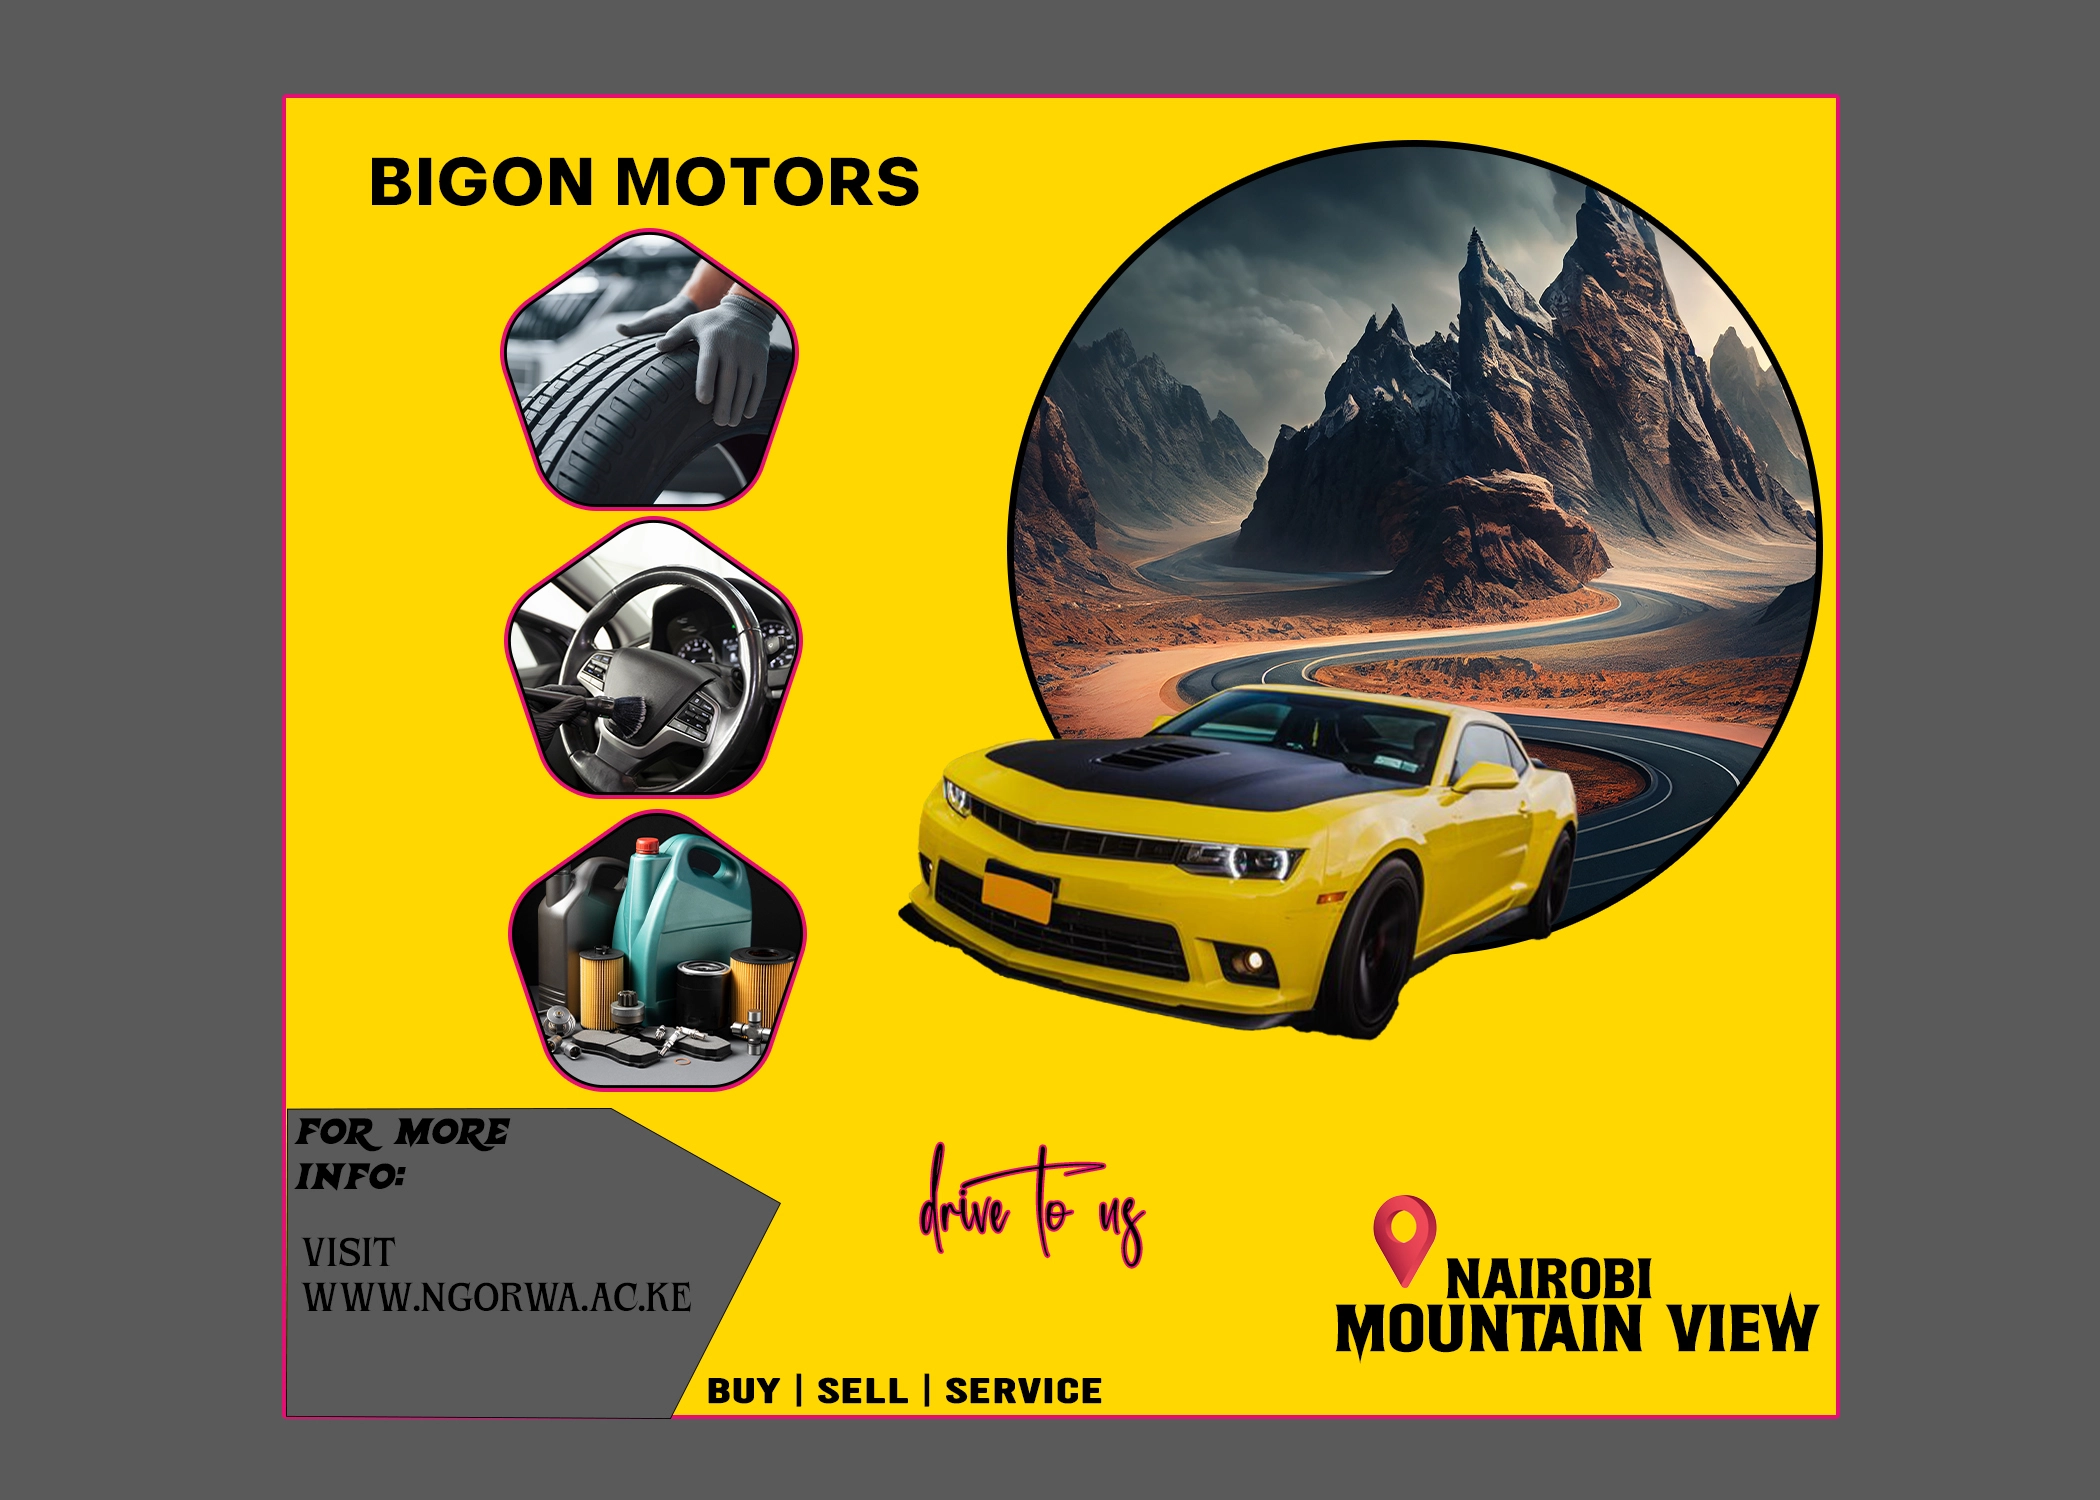 BIGON MOTORS
FOR MORE
INFO:
VISIT
WWW.NGORWA.AC.KE
drive to us
NAIROBI
MOUNTAIN VIEW
BUY | SELL | SERVICE